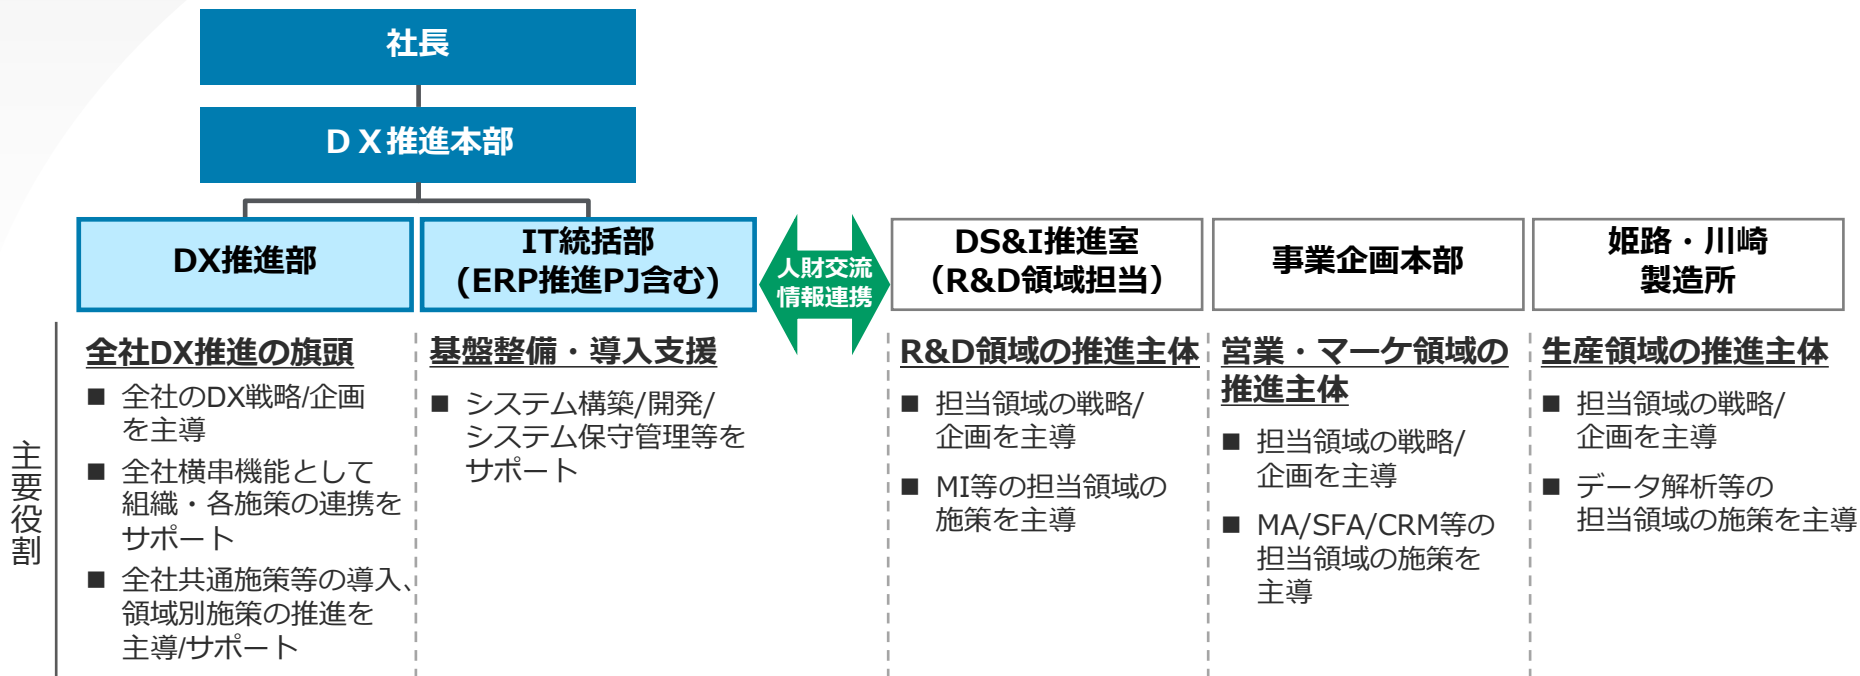 社長
ＤＸ推進本部
DX推進部
IT統括部
(ERP推進PJ含む)
人財交流
情報連携
DS&I推進室
（R&D領域担当）
事業企画本部
姫路・川崎
製造所
主要役割
全社DX推進の旗頭
■ 全社のDX戦略/企画
を主導
■ 全社横串機能として
組織・各施策の連携を
サポート
■ 全社共通施策等の導入、
領域別施策の推進を
主導/サポート
基盤整備・導入支援
■ システム構築/開発/
システム保守管理等を
サポート
R&D領域の推進主体
■ 担当領域の戦略/
企画を主導
■ MI等の担当領域の
施策を主導
営業・マーケ領域の
推進主体
■ 担当領域の戦略/
企画を主導
■ MA/SFA/CRM等の
担当領域の施策を
主導
生産領域の推進主体
■ 担当領域の戦略/
企画を主導
■ データ解析等の
担当領域の施策を主導